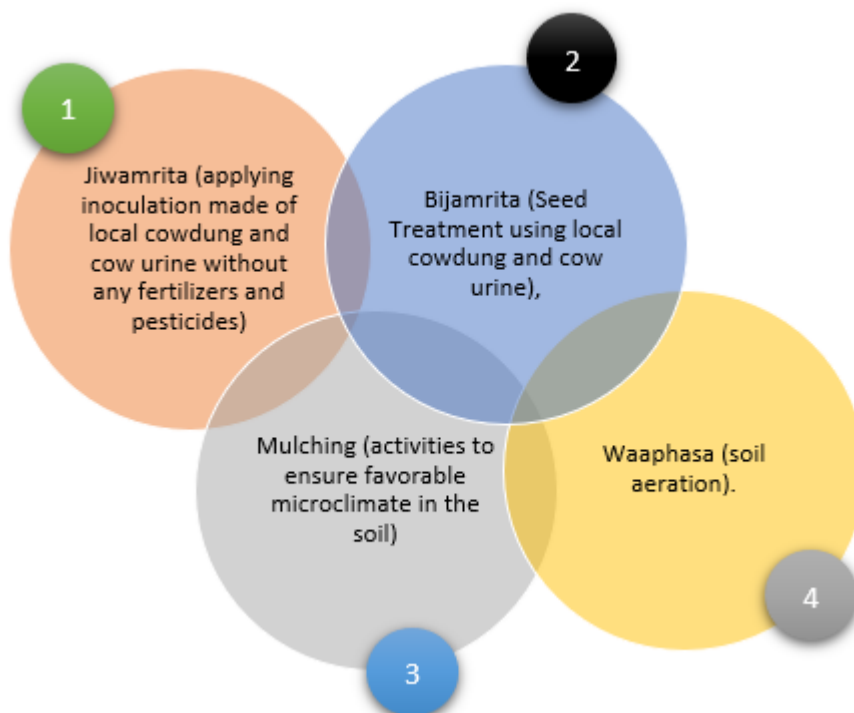 1
Jiwamrita (applying
inoculation made of
local cowdung and
cow urine without
any fertilizers and
pesticides)
2
Bijamrita (Seed
Treatment using local
cowdung and cow
urine),
3
Mulching (activities to
ensure favorable
microclimate in the
soil)
4
Waaphasa (soil
aeration).